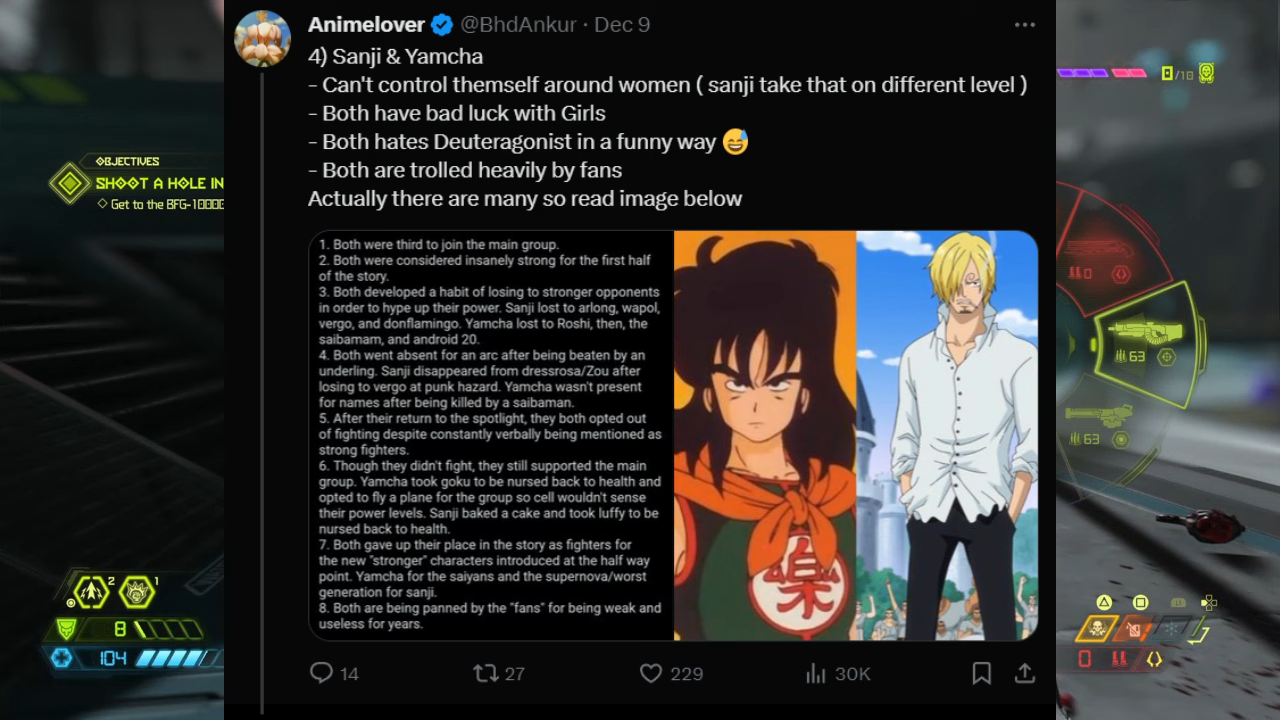 Animelover @BhdAnkur · Dec 9
4) Sanji & Yamcha
- Can't control themself around women ( sanji take that on different level )
- Both have bad luck with Girls
- Both hates Deuteragonist in a funny way 😅
- Both are trolled heavily by fans
Actually there are many so read image below
1. Both were third to join the main group.
2. Both were considered insanely strong for the first half
of the story.
3. Both developed a habit of losing to stronger opponents
in order to hype up their power. Sanji lost to arlong, wapol,
vergo, and donflamingo. Yamcha lost to Roshi, then, the
saibamam, and android 20.
4. Both went absent for an arc after being beaten by an
underling. Sanji disappeared from dressrosa/Zou after
losing to vergo at punk hazard. Yamcha wasn't present
for names after being killed by a saibaman.
5. After their return to the spotlight, they both opted out
of fighting despite constantly verbally being mentioned as
strong fighters.
6. Though they didn't fight, they still supported the main
group. Yamcha took goku to be nursed back to health and
opted to fly a plane for the group so cell wouldn't sense
their power levels. Sanji baked a cake and took luffy to be
nursed back to health.
7. Both gave up their place in the story as fighters for
the new "stronger" characters introduced at the half way
point. Yamcha for the saiyans and the supernova/worst
generation for sanji.
8. Both are being panned by the "fans" for being weak and
useless for years.
楽
14 27 229 30K
OBJECTIVES
SHOOT A HOLE IN
Get to the BFG-10000
2 1
8
104
0/10
0
63
63
0